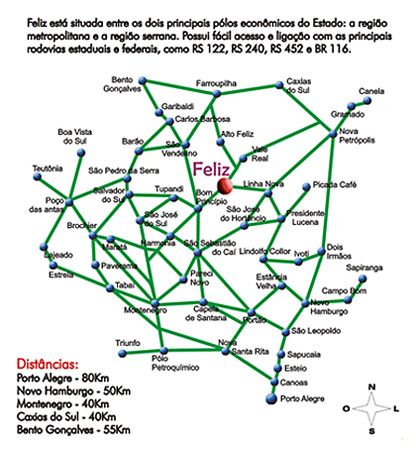 Feliz está situada entre os dois principais pólos econômicos do Estado: a região
metropolitana e a região serrana. Possui fácil acesso e ligação com as principais
rodovias estaduais e federais, como RS 122, RS 240, RS 452 e BR 116.
Bento
Gonçalves
Farroupilha
Caxias
do Sul
Canela
Gramado
Garibaldi
Carlos Barbosa
Boa Vista
do Sul
Barão
São
Vendelino
Alto Feliz
Nova
Petrópolis
Vale
Real
Teutônia
São Pedro da Serra
Feliz
Poço
das antas
Salvador
do Sul
Tupandi
Bom
Princípio
Linha Nova
Picada Café
São José
do Sul
São José
do Hortêncio
Presidente
Lucena
Brochier
Maratá
Harmonia
São Sebastião
do Caí
Lindolfo Collor
Ivoti
Dois
Irmãos
Lajeado
Estrela
Paverama
Pareci
Novo
Estância
Velha
Sapiranga
Tabaí
Campo Bom
Montenegro
Capela
de Santana
Portão
Novo
Hamburgo
São Leopoldo
Triunfo
Pólo
Petroquímico
Nova
Santa Rita
Sapucaia
Esteio
Canoas
Porto Alegre
Distâncias:
Porto Alegre - 80Km
Novo Hamburgo - 50Km
Montenegro - 40Km
Caxias do Sul - 40Km
Bento Gonçalves - 55Km
N
O
L
S